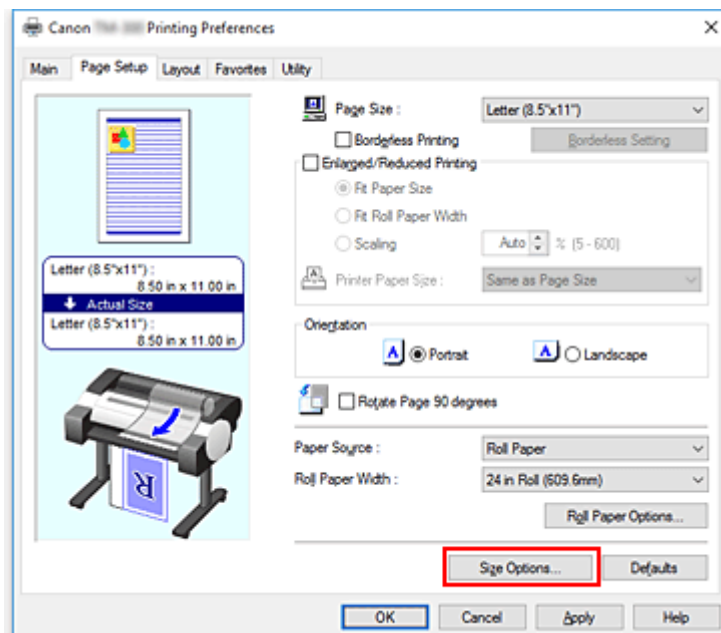 Canon Printing Preferences
Main Page Setup Layout Favorites Utility
Page Size : Letter (8.5"x11")
Borderless Printing Borderless Setting
Enlarged/Reduced Printing
Fit Paper Size
Fit Roll Paper Width
Scaling Auto % (5 - 600)
Printer Paper Size : Same as Page Size
Letter (8.5"x11") :
8.50 in x 11.00 in
Actual Size
Letter (8.5"x11") :
8.50 in x 11.00 in
Orientation
A Portrait A Landscape
Rotate Page 90 degrees
R
Paper Source : Roll Paper
Roll Paper Width : 24 in Roll (609.6mm)
Roll Paper Options...
Size Options... Defaults
OK Cancel Apply Help